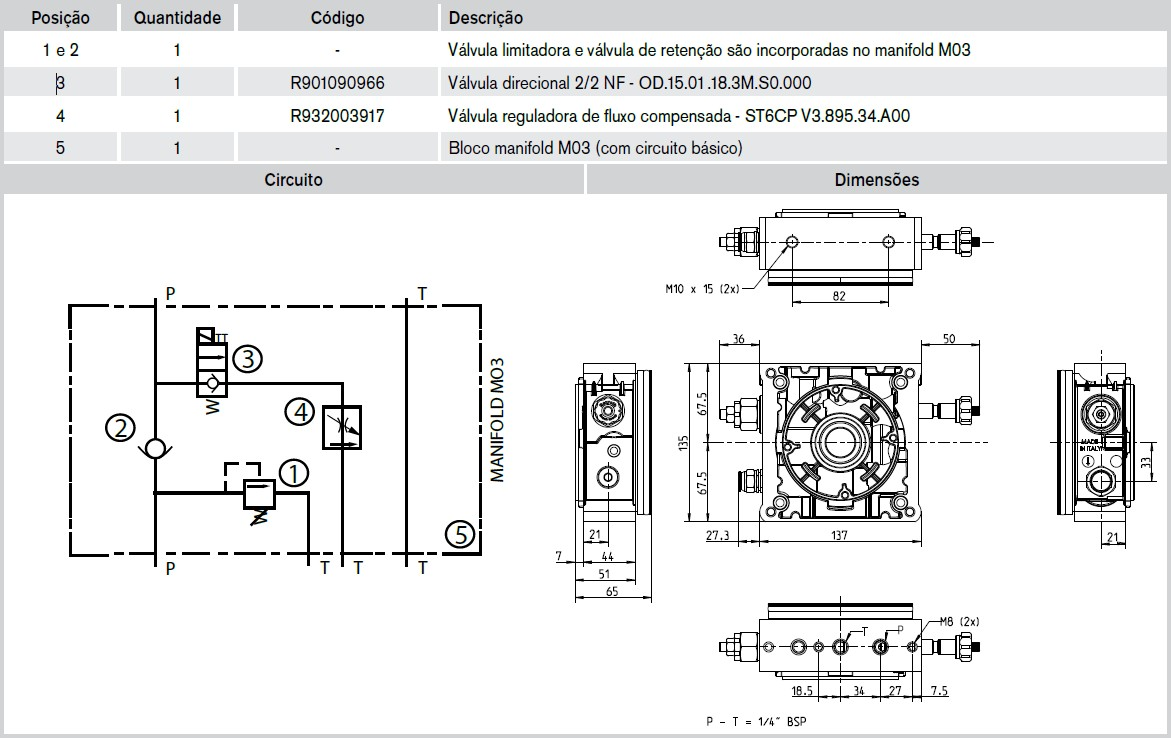 Posição Quantidade Código Descrição
1 e 2 1 - Válvula limitadora e válvula de retenção são incorporadas no manifold M03
3 1 R901090966 Válvula direcional 2/2 NF - OD.15.01.18.3M.S0.000
4 1 R932003917 Válvula reguladora de fluxo compensada - ST6CP V3.895.34.A00
5 1 - Bloco manifold M03 (com circuito básico)
Circuito Dimensões
P
T
3
4
2
1
5
MANIFOLD MO3
P
T
T
T
M10 x 15 (2x)
82
36
50
67.5
135
67.5
27.3
137
21
7
44
51
65
MADE
IN ITALY
33
21
T
P
M8 (2x)
18.5
34
27
7.5
P - T = 1/4" BSP